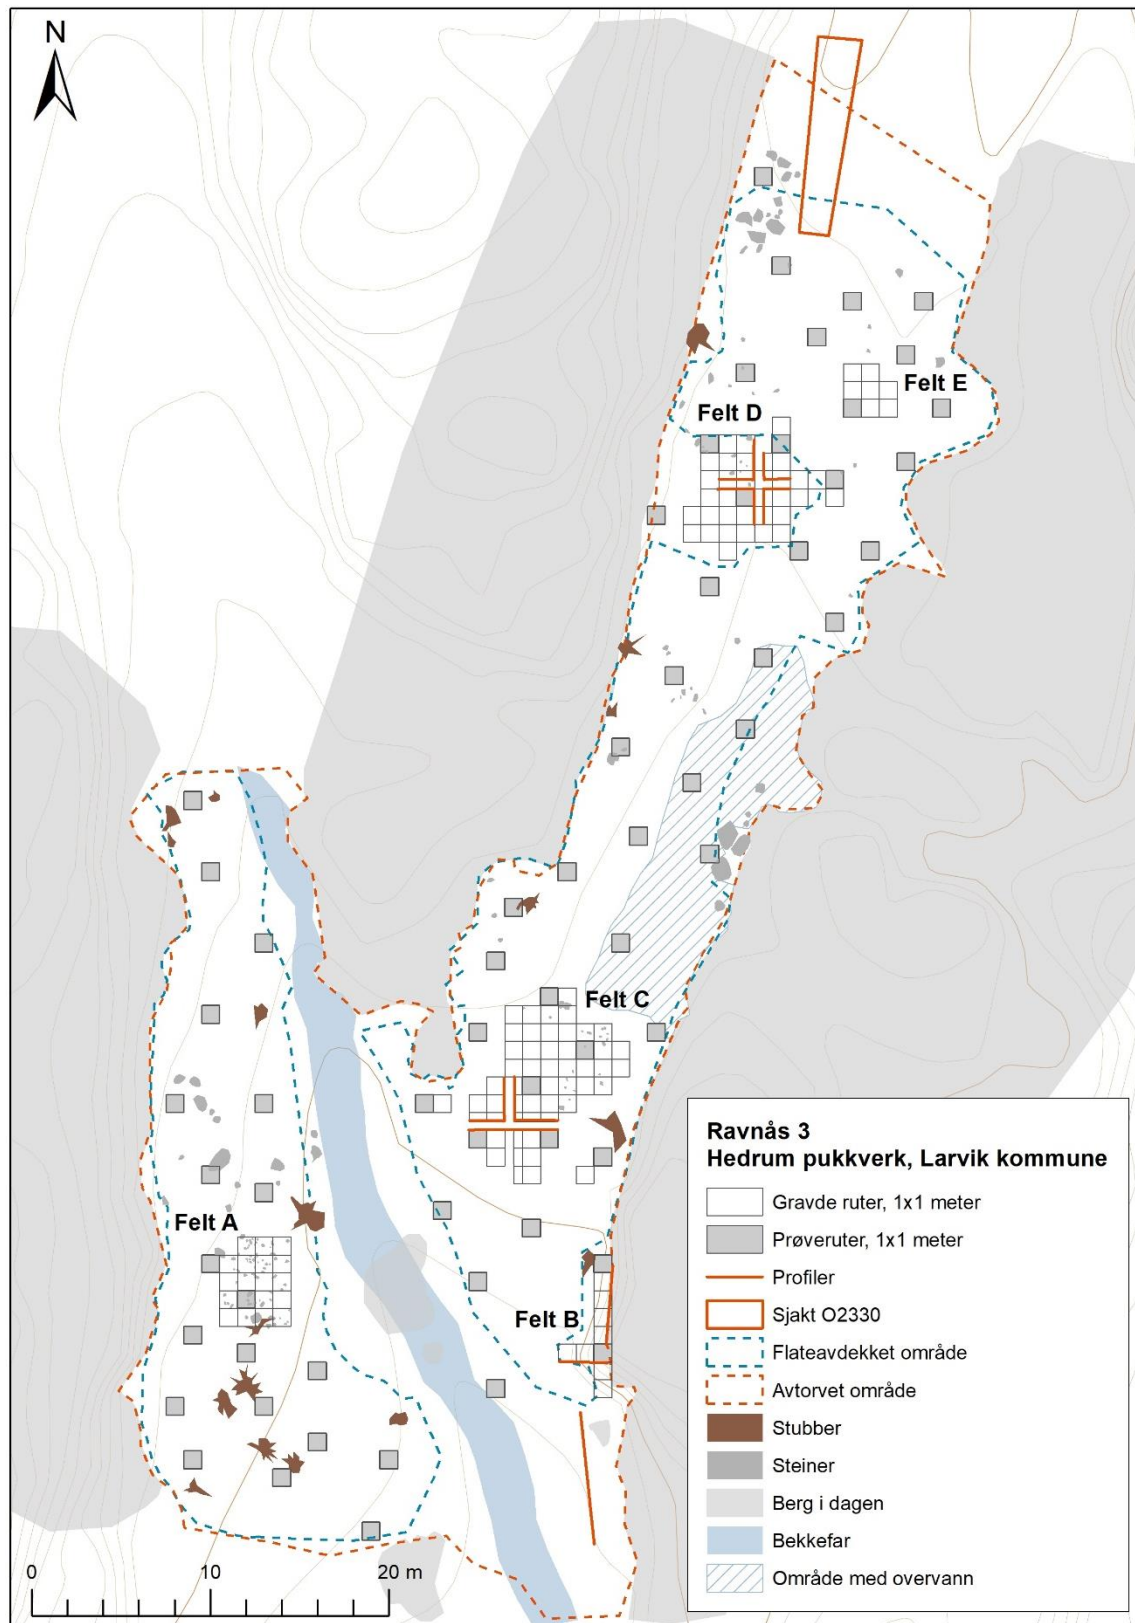 N
Felt E
Felt D
Felt C
Felt A
Felt B
Ravnås 3
Hedrum pukkverk, Larvik kommune
Gravde ruter, 1x1 meter
Prøveruter, 1x1 meter
Profiler
Sjakt O2330
Flateavdekket område
Avtorvet område
Stubber
Steiner
Berg i dagen
Bekkefar
Område med overvann
0 10 20 m